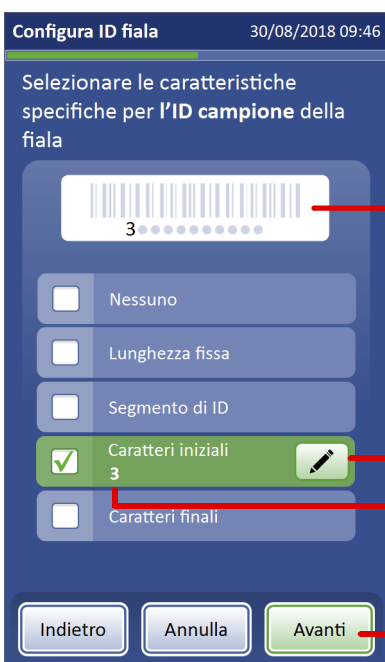 Configura ID fiala 30/08/2018 09:46
Selezionare le caratteristiche
specifiche per l'ID campione della
fiala
3
Nessuno
Lunghezza fissa
Segmento di ID
Caratteri iniziali
3
Caratteri finali
Indietro Annulla Avanti